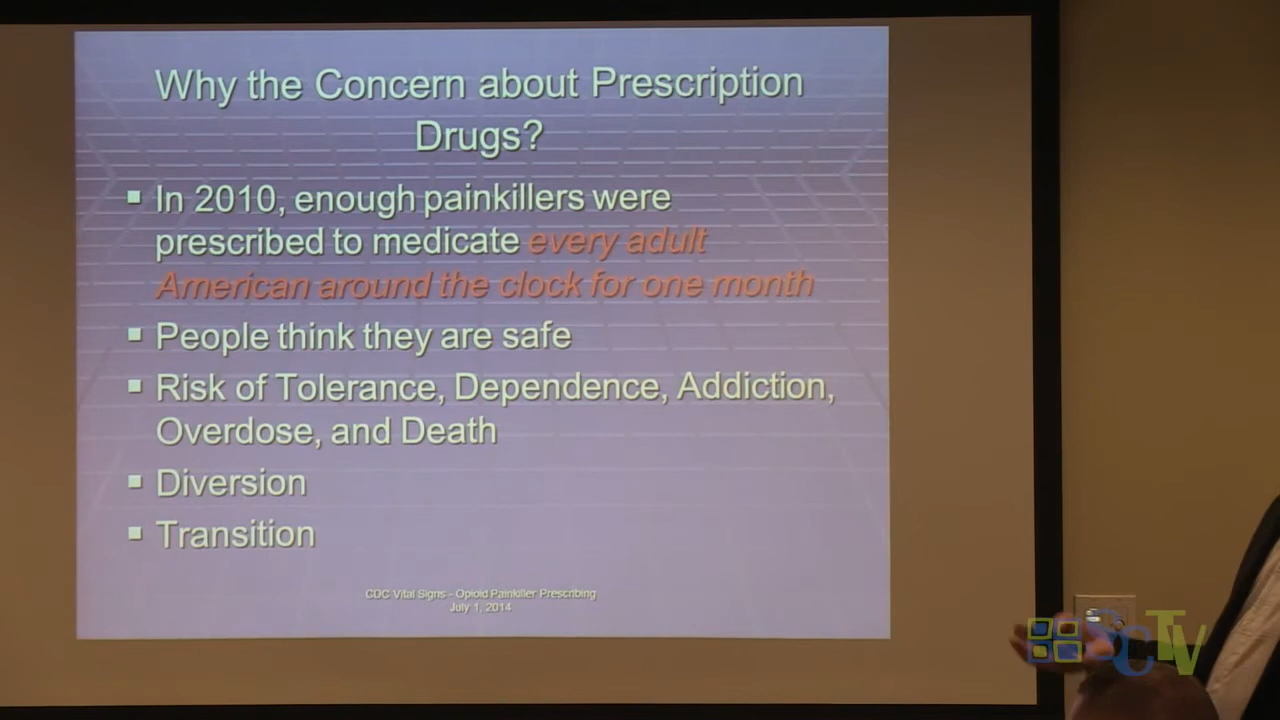 Why the Concern about Prescription
Drugs?
▪ In 2010, enough painkillers were
prescribed to medicate every adult
American around the clock for one month
▪ People think they are safe
▪ Risk of Tolerance, Dependence, Addiction,
Overdose, and Death
▪ Diversion
▪ Transition
CDC Vital Signs - Opioid Painkiller Prescribing
July 1, 2014
SCTV